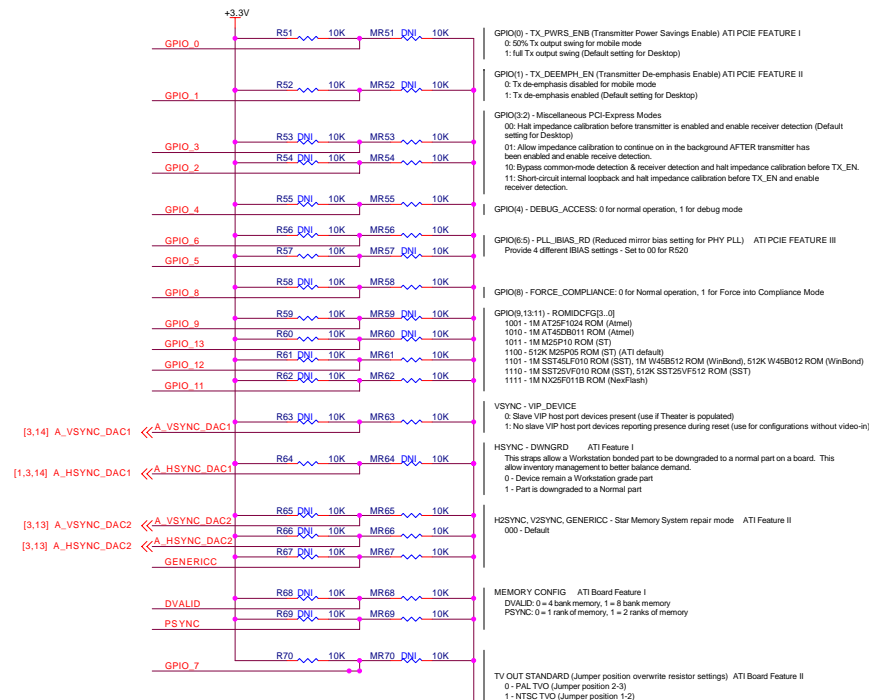 +3.3V
R51 10K MR51 DNI 10K
GPIO_0
GPIO(0) - TX_PWRS_ENB (Transmitter Power Savings Enable) ATI PCIE FEATURE I
0: 50% Tx output swing for mobile mode
1: full Tx output swing (Default setting for Desktop)
R52 10K MR52 DNI 10K
GPIO_1
GPIO(1) - TX_DEEMPH_EN (Transmitter De-emphasis Enable) ATI PCIE FEATURE II
0: Tx de-emphasis disabled for mobile mode
1: Tx de-emphasis enabled (Default setting for Desktop)
GPIO(3:2) - Miscellaneous PCI-Express Modes
00: Halt impedance calibration before transmitter is enabled and enable receiver detection (Default
setting for Desktop)
01: Allow impedance calibration to continue on in the background AFTER transmitter has
been enabled and enable receive detection.
10: Bypass common-mode detection & receiver detection and halt impedance calibration before TX_EN.
11: Short-circuit internal loopback and halt impedance calibration before TX_EN and enable
receiver detection.
R53 DNI 10K MR53 10K
GPIO_3
R54 DNI 10K MR54 10K
GPIO_2
R55 DNI 10K MR55 10K
GPIO_4
GPIO(4) - DEBUG_ACCESS: 0 for normal operation, 1 for debug mode
R56 DNI 10K MR56 10K
GPIO_6
R57 10K MR57 DNI 10K
GPIO_5
GPIO(6:5) - PLL_IBIAS_RD (Reduced mirror bias setting for PHY PLL) ATI PCIE FEATURE III
Provide 4 different IBIAS settings - Set to 00 for R520
R58 DNI 10K MR58 10K
GPIO_8
GPIO(8) - FORCE_COMPLIANCE: 0 for Normal operation, 1 for Force into Compliance Mode
R59 10K MR59 DNI 10K
GPIO_9
R60 10K MR60 DNI 10K
GPIO_13
R61 DNI 10K MR61 10K
GPIO_12
R62 DNI 10K MR62 10K
GPIO_11
GPIO(9,13:11) - ROMIDCFG[3..0]
1001 - 1M AT25F1024 ROM (Atmel)
1010 - 1M AT45DB011 ROM (Atmel)
1011 - 1M M25P10 ROM (ST)
1100 - 512K M25P05 ROM (ST) (ATI default)
1101 - 1M SST45LF010 ROM (SST), 1M W45B512 ROM (WinBond), 512K W45B012 ROM (WinBond)
1110 - 1M SST25VF010 ROM (SST), 512K SST25VF512 ROM (SST)
1111 - 1M NX25F011B ROM (NexFlash)
R63 DNI 10K MR63 10K
[3,14] A_VSYNC_DAC1 A_VSYNC_DAC1
VSYNC - VIP_DEVICE
0: Slave VIP host port devices present (use if Theater is populated)
1: No slave VIP host port devices reporting presence during reset (use for configurations without video-in)
R64 10K MR64 DNI 10K
[1,3,14] A_HSYNC_DAC1 A_HSYNC_DAC1
HSYNC - DWNGRD ATI Feature I
This straps allow a Workstation bonded part to be downgraded to a normal part on a board. This
allow inventory management to better balance demand.
0 - Device remain a Workstation grade part
1 - Part is downgraded to a Normal part
R65 DNI 10K MR65 10K
[3,13] A_VSYNC_DAC2 A_VSYNC_DAC2
R66 DNI 10K MR66 10K
[3,13] A_HSYNC_DAC2 A_HSYNC_DAC2
R67 DNI 10K MR67 10K
GENERICC
H2SYNC, V2SYNC, GENERICC - Star Memory System repair mode ATI Feature II
000 - Default
R68 DNI 10K MR68 10K
DVALID
R69 DNI 10K MR69 10K
PSYNC
MEMORY CONFIG ATI Board Feature I
DVALID: 0 = 4 bank memory, 1 = 8 bank memory
PSYNC: 0 = 1 rank of memory, 1 = 2 ranks of memory
R70 10K MR70 DNI 10K
GPIO_7
TV OUT STANDARD (Jumper position overwrite resistor settings) ATI Board Feature II
0 - PAL TVO (Jumper position 2-3)
1 - NTSC TVO (Jumper position 1-2)